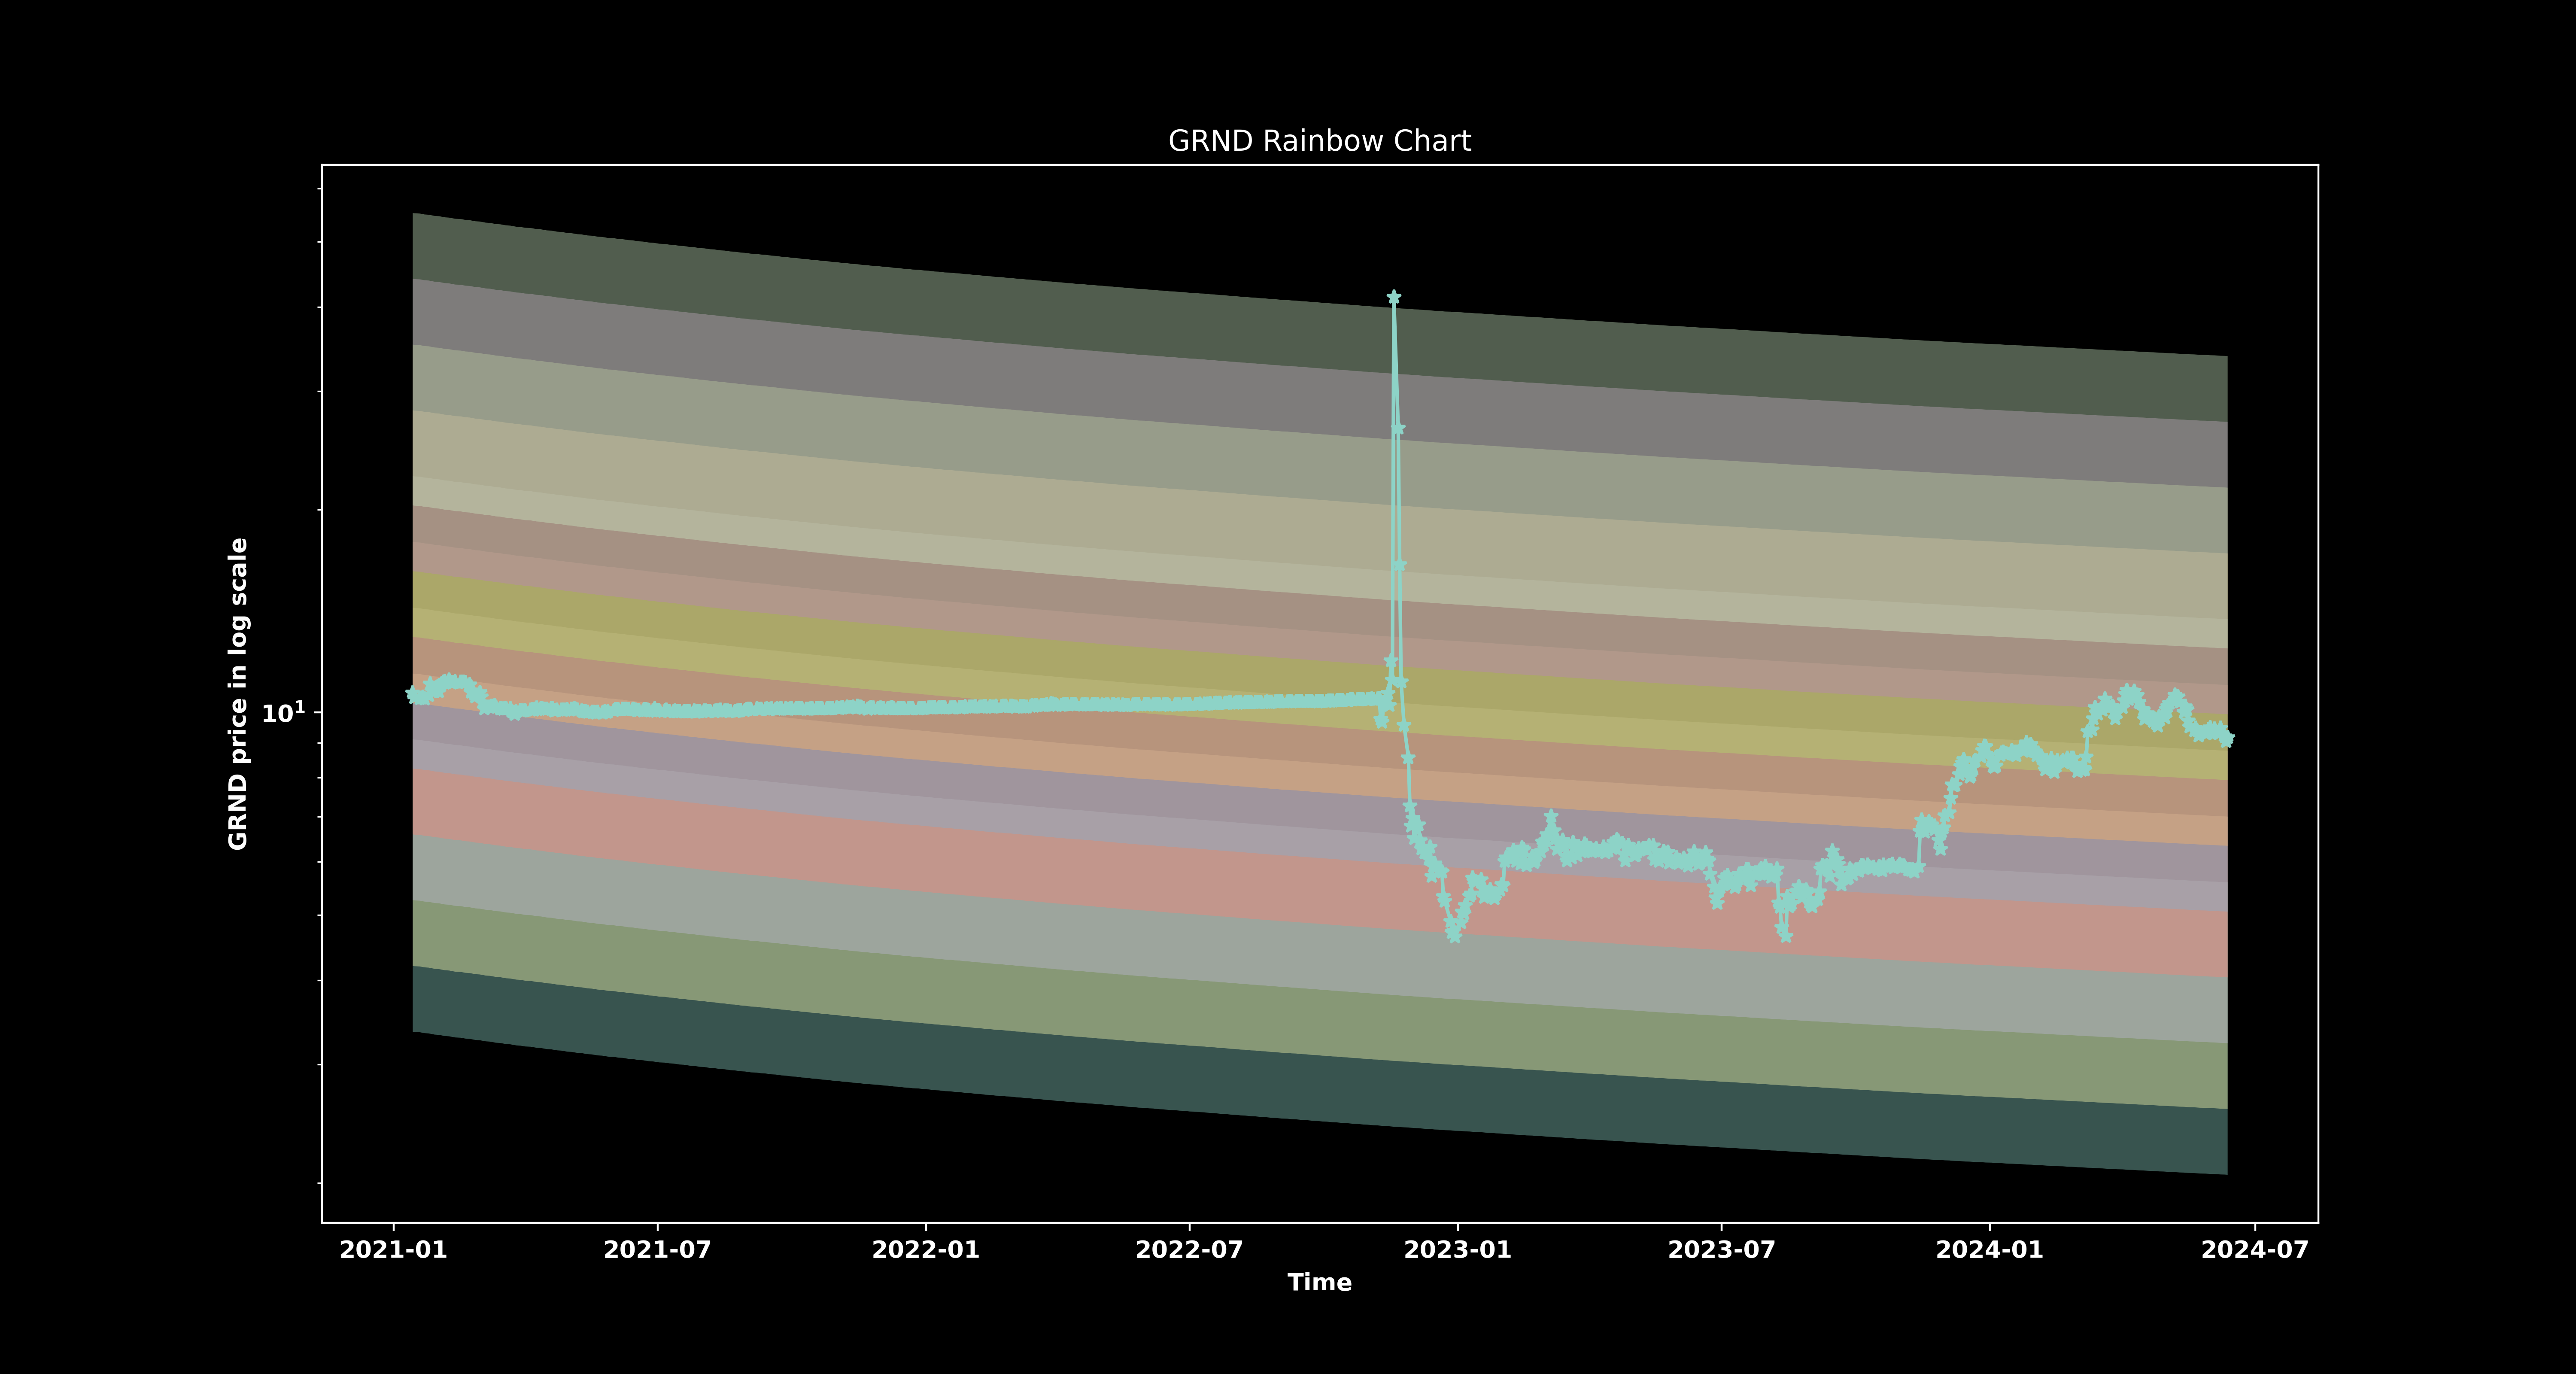 GRND Rainbow Chart
GRND price in log scale
10¹
2021-01 2021-07 2022-01 2022-07 2023-01 2023-07 2024-01 2024-07
Time